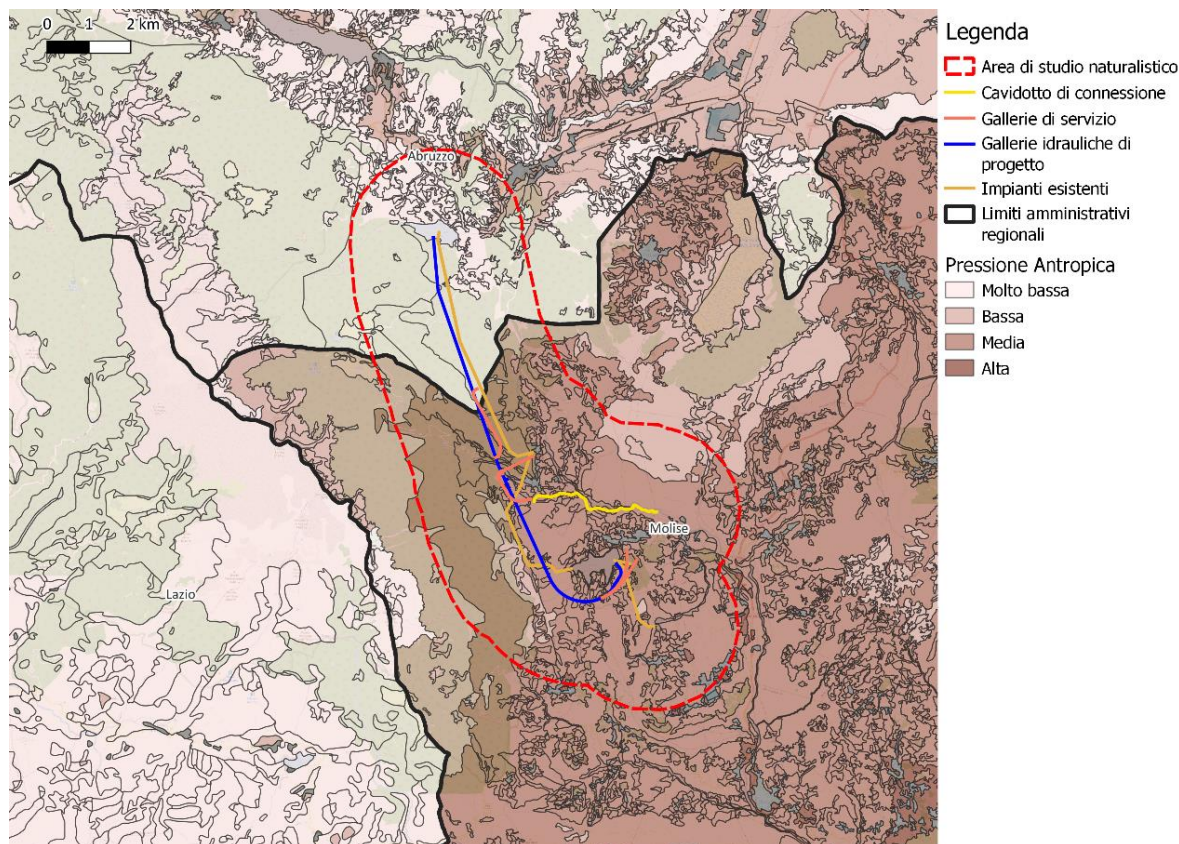 0 1 2 km
Abruzzo
Molise
Lazio
Legenda
Area di studio naturalistico
Cavidotto di connessione
Gallerie di servizio
Gallerie idrauliche di
progetto
Impianti esistenti
Limiti amministrativi
regionali
Pressione Antropica
Molto bassa
Bassa
Media
Alta